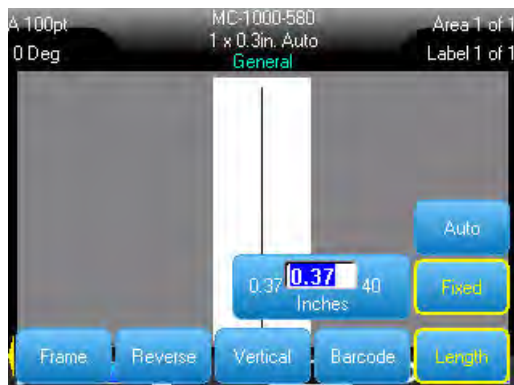 A 100pt MC-1000-580 Area 1 of 1
0 Deg 1 x 0.3in. Auto Label 1 of 1
General
Auto
0.37 0.37 40 Fixed
Inches
Frame Reverse Vertical Barcode Length